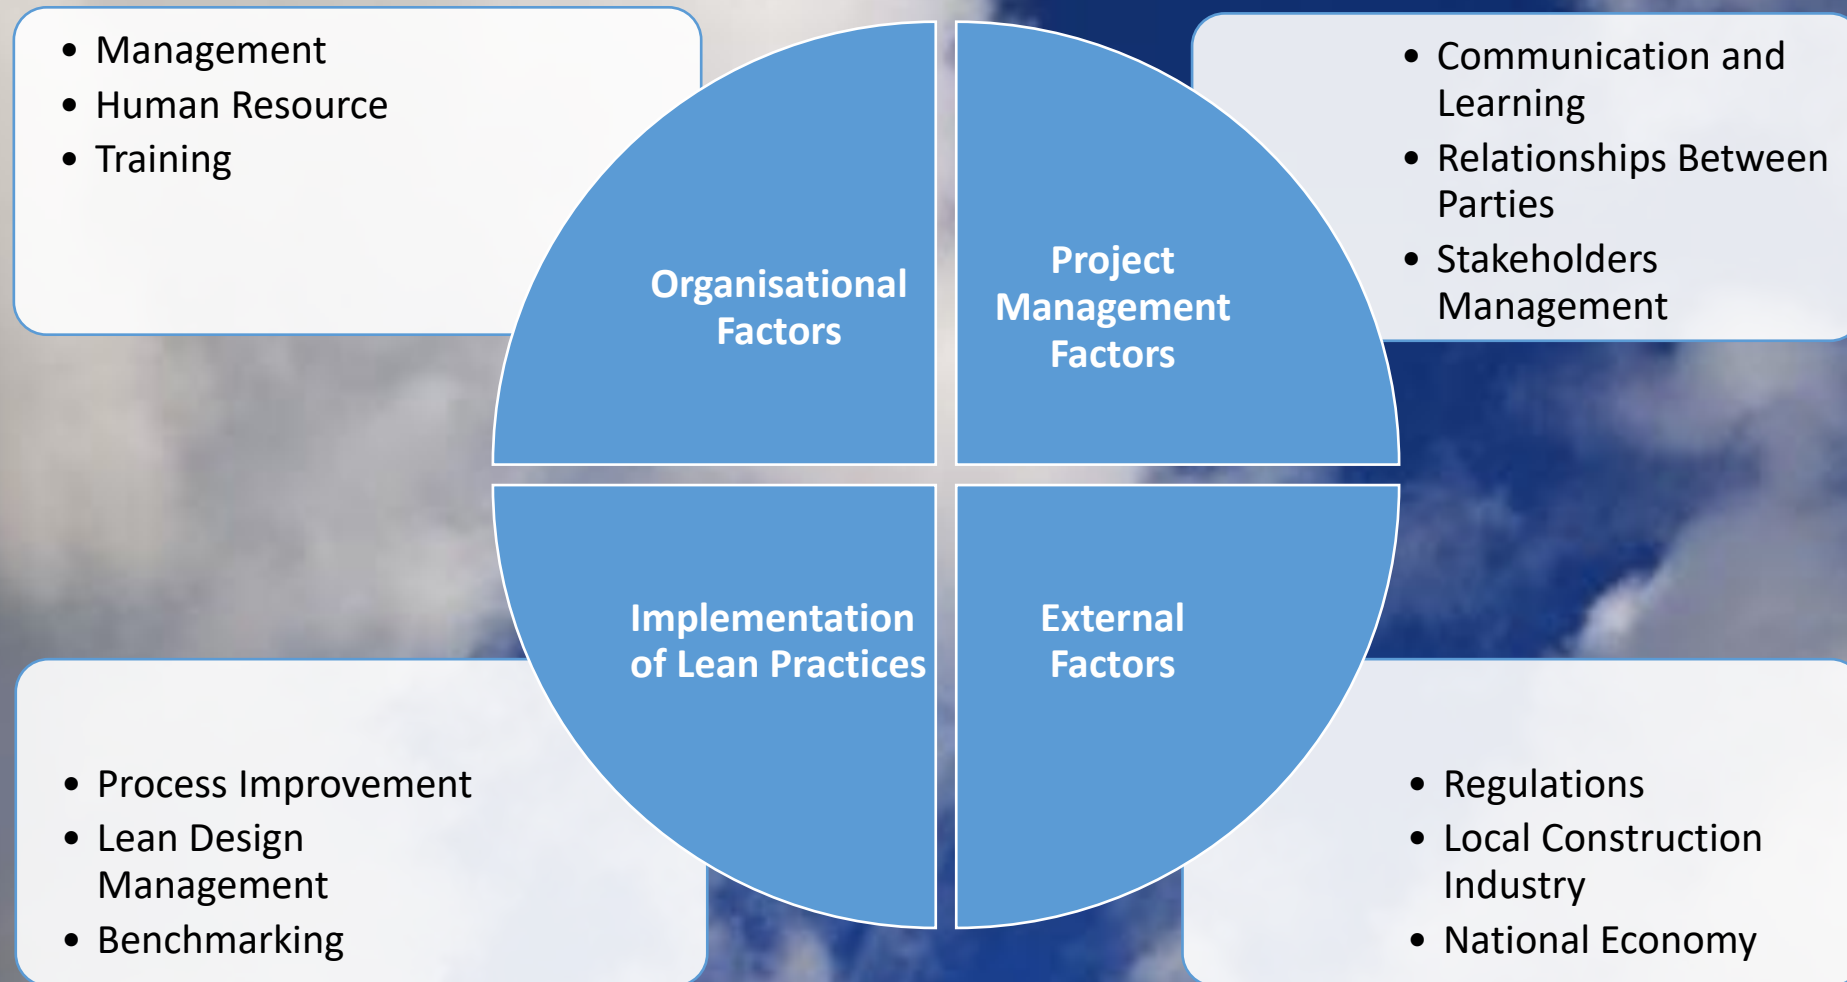 • Management
• Human Resource
• Training
Organisational
Factors
Project
Management
Factors
• Communication and
Learning
• Relationships Between
Parties
• Stakeholders
Management
Implementation
of Lean Practices
External
Factors
• Process Improvement
• Lean Design
Management
• Benchmarking
• Regulations
• Local Construction
Industry
• National Economy